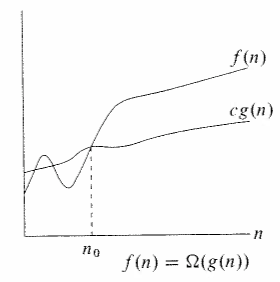 f(n)
cg(n)
n
n₀
f(n) = Ω(g(n))